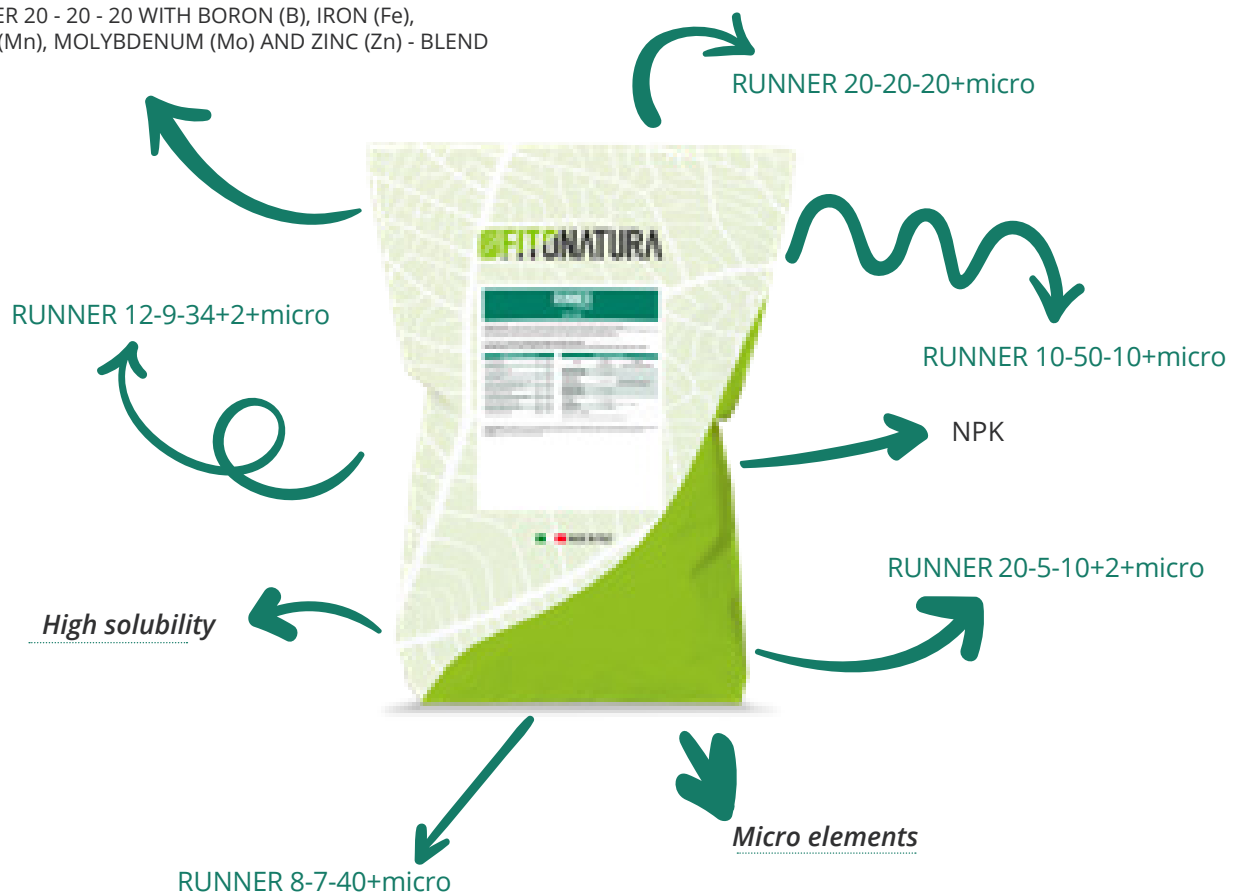 ER 20 - 20 - 20 WITH BORON (B), IRON (Fe),
(Mn), MOLYBDENUM (Mo) AND ZINC (Zn) - BLEND
RUNNER 20-20-20+micro
FITONATURA
RUNNER
RUNNER 12-9-34+2+micro
RUNNER 10-50-10+micro
NPK
RUNNER 20-5-10+2+micro
High solubility
Micro elements
RUNNER 8-7-40+micro